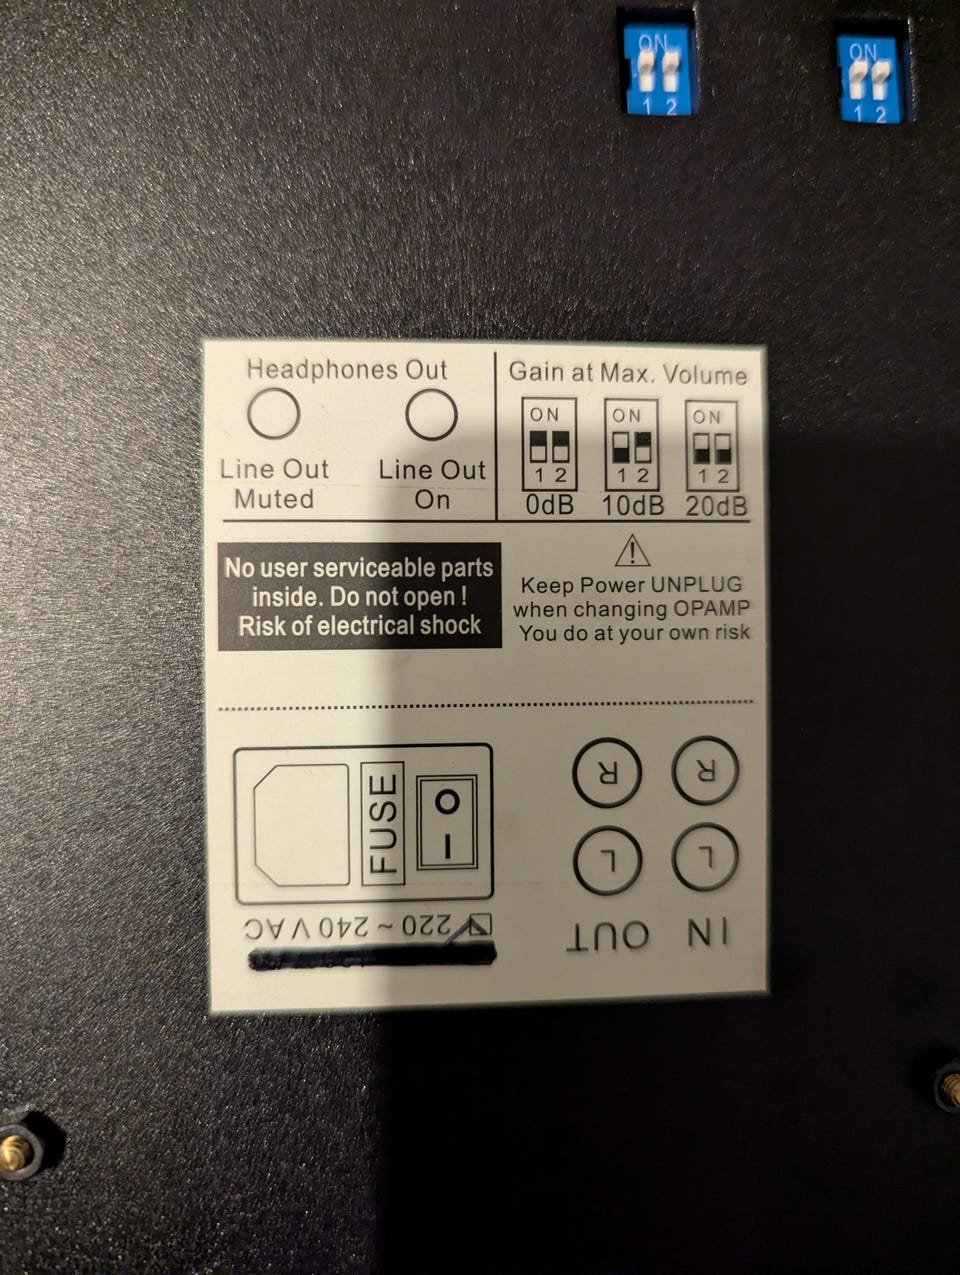 ON
1 2
ON
1 2
Headphones Out
Line Out
Muted
Line Out
On
Gain at Max. Volume
ON
1 2
0dB
ON
1 2
10dB
ON
1 2
20dB
No user serviceable parts
inside. Do not open !
Risk of electrical shock
Keep Power UNPLUG
when changing OPAMP
You do at your own risk
FUSE
O
I
220 ~ 240 V AC
R
R
L
L
IN
OUT